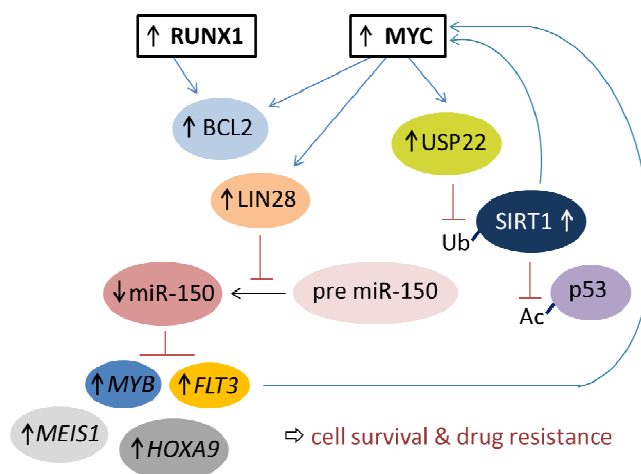 ↑ RUNX1
↑ MYC
↑ BCL2
↑ USP22
↑ LIN28
SIRT1 ↑
Ub
↓ miR-150
pre miR-150
p53
Ac
↑ MYB
↑ FLT3
↑ MEIS1
↑ HOXA9
⇨ cell survival & drug resistance